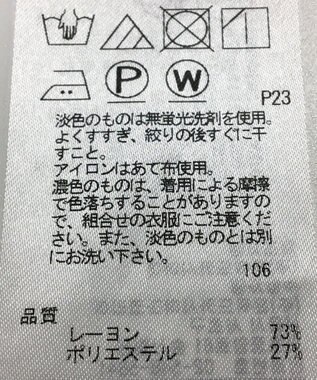 P W P23
淡色のものは無蛍光洗剤を使用。
よくすすぎ、絞りの後すぐに干
すこと。
アイロンはあて布使用。
濃色のものは、着用による摩擦
で色落ちすることがありますの
で、組合せの衣服にご注意くだ
さい。また、淡色のものとは別
にお洗い下さい。
106
品質
レーヨン 73%
ポリエステル 27%